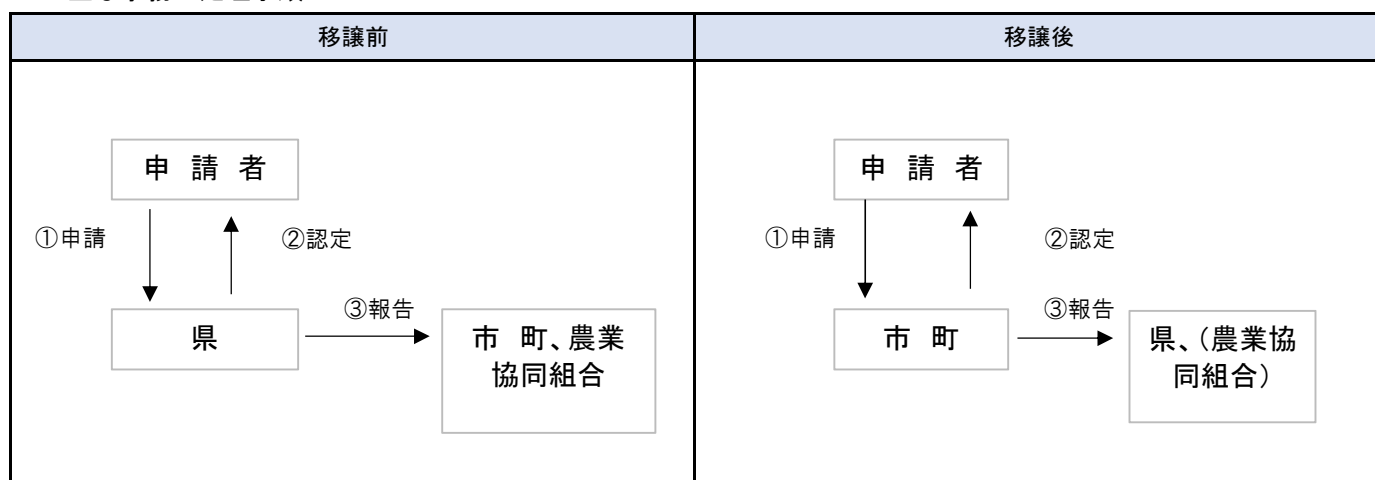 移譲前
移譲後
申 請 者
①申請
②認定
県
③報告
市 町、農業
協同組合
申 請 者
①申請
②認定
市 町
③報告
県、（農業協
同組合）